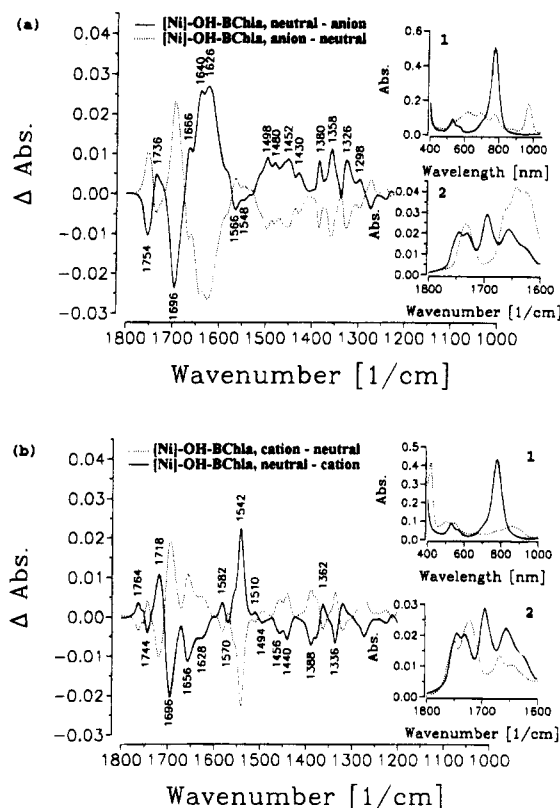 (a)
[Ni]-OH-BChla, neutral - anion
[Ni]-OH-BChla, anion - neutral
Δ Abs.
0.04
0.03
0.02
0.01
0.000
-0.01
-0.02
-0.03
1754
1736
1696
1666
1640
1626
1566
1548
1498
1480
1452
1430
1380
1358
1326
1298
1800 1700 1600 1500 1400 1300 1200 1100 1000
Wavenumber [1/cm]
1
Abs.
0.6
0.4
0.2
0.0
400 600 800
Wavelength [nm]
2
Abs.
0.04
0.03
0.02
0.01
0.00
1800 1700 1600
Wavenumber [1/cm]
(b)
[Ni]-OH-BChla, cation - neutral
[Ni]-OH-BChla, neutral - cation
Δ Abs.
0.04
0.03
0.02
0.01
0.000
-0.01
-0.02
-0.03
1764
1744
1718
1696
1656
1628
1582
1570
1542
1510
1494
1456
1440
1388
1362
1336
1800 1700 1600 1500 1400 1300 1200 1100 1000
Wavenumber [1/cm]
1
Abs.
0.5
0.4
0.3
0.2
0.1
0.0
400 600 800 1000
Wavelength [nm]
2
Abs.
0.03
0.02
0.01
0.00
1800 1700 1600
Wavenumber [1/cm]